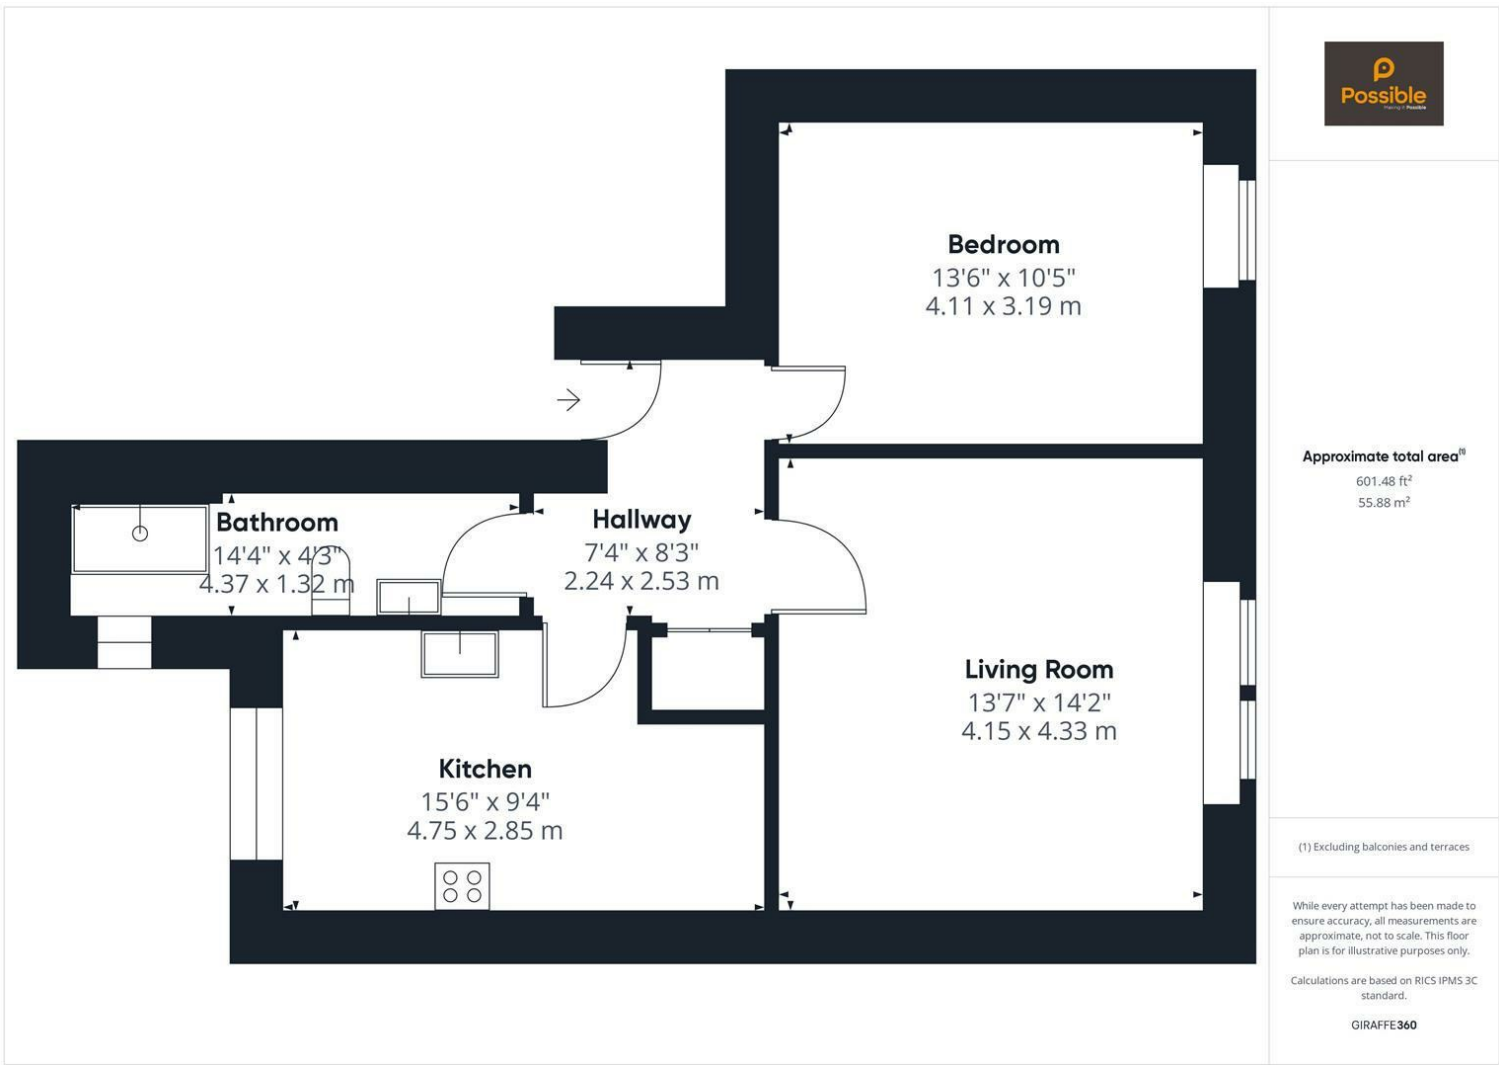 Possible
Making it Possible
Bedroom
13'6" x 10'5"
4.11 x 3.19 m
Bathroom
14'4" x 4'3"
4.37 x 1.32 m
Hallway
7'4" x 8'3"
2.24 x 2.53 m
Living Room
13'7" x 14'2"
4.15 x 4.33 m
Kitchen
15'6" x 9'4"
4.75 x 2.85 m
Approximate total area⁽¹⁾
601.48 ft²
55.88 m²
(1) Excluding balconies and terraces
While every attempt has been made to
ensure accuracy, all measurements are
approximate, not to scale. This floor
plan is for illustrative purposes only.
Calculations are based on RICS IPMS 3C
standard.
GIRAFFE360